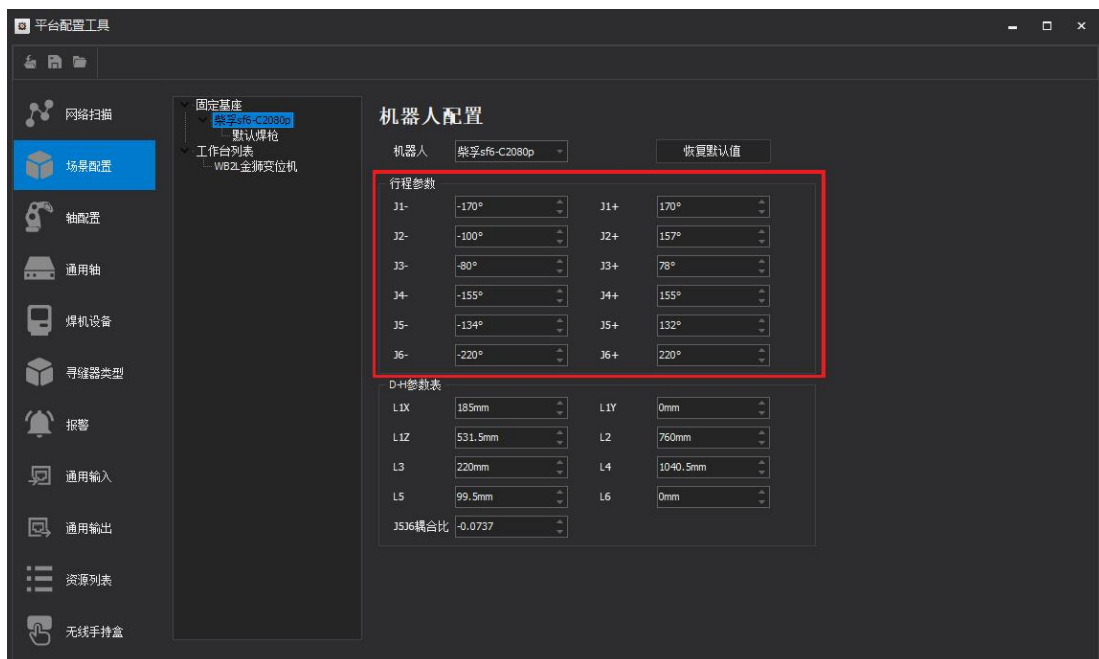 平台配置工具
网络扫描
场景配置
轴配置
通用轴
焊机设备
寻缝器类型
报警
通用输入
通用输出
资源列表
无线手持盒
固定基座
柴孚sf6-C2080p
默认焊枪
工作台列表
WB2L金狮变位机
机器人配置
机器人 柴孚sf6-C2080p 恢复默认值
行程参数
J1- -170° J1+ 170°
J2- -100° J2+ 157°
J3- -80° J3+ 78°
J4- -155° J4+ 155°
J5- -134° J5+ 132°
J6- -220° J6+ 220°
D-H参数表
L1X 185mm L1Y 0mm
L1Z 531.5mm L2 760mm
L3 220mm L4 1040.5mm
L5 99.5mm L6 0mm
J5J6耦合比 -0.0737